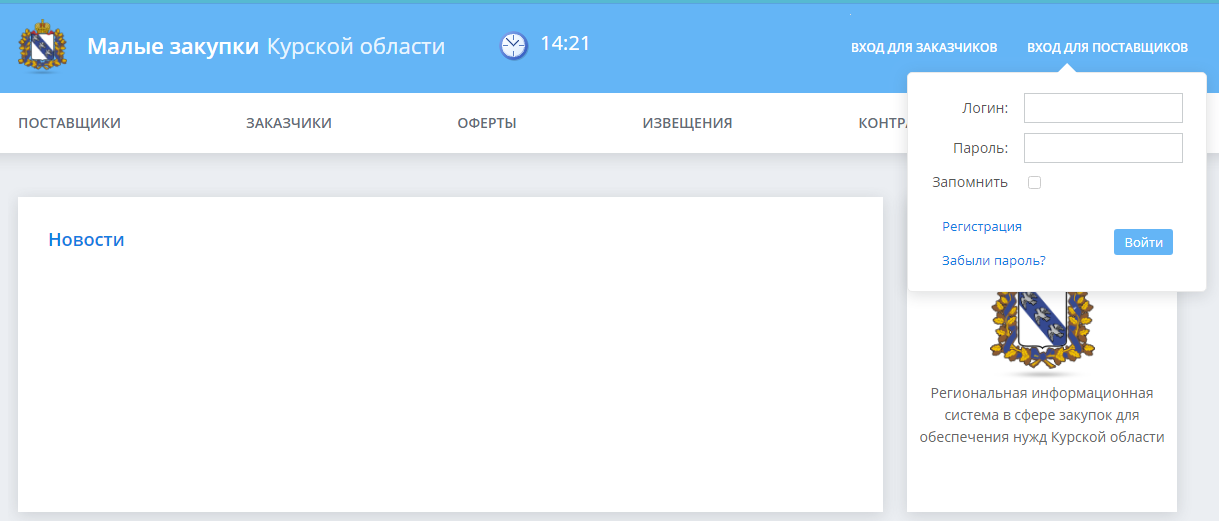 Малые закупки Курской области
14:21
ВХОД ДЛЯ ЗАКАЗЧИКОВ
ВХОД ДЛЯ ПОСТАВЩИКОВ
ПОСТАВЩИКИ
ЗАКАЗЧИКИ
ОФЕРТЫ
ИЗВЕЩЕНИЯ
Логин:
Пароль:
Запомнить
Регистрация
Забыли пароль?
Войти
Новости
Региональная информационная
система в сфере закупок для
обеспечения нужд Курской области